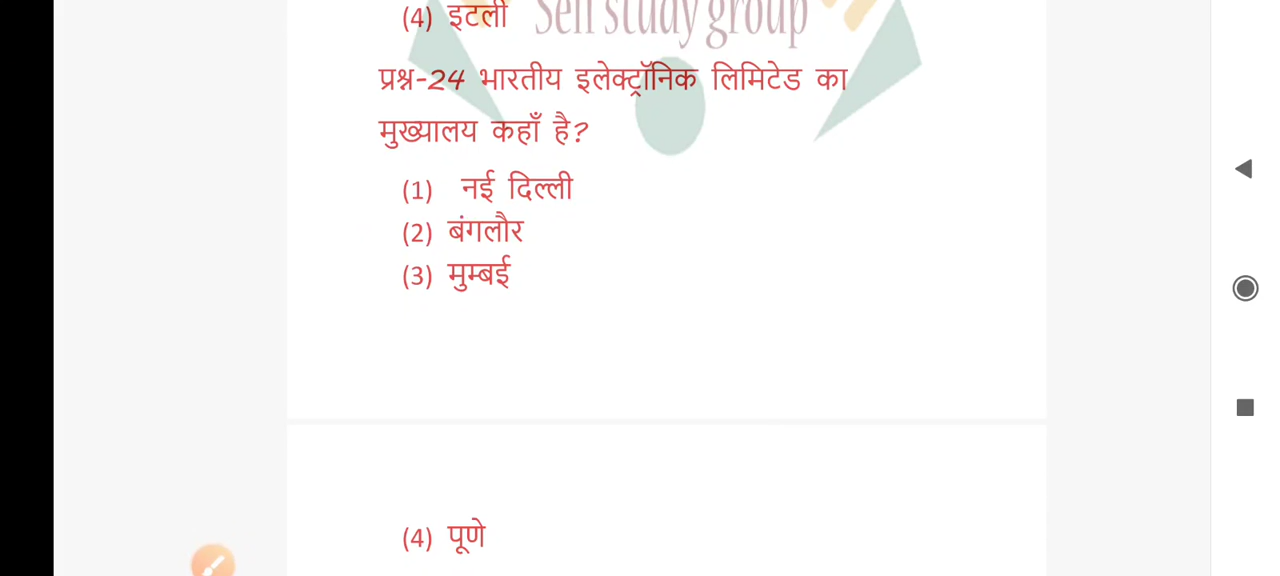 (4) इटली
Self study group
प्रश्न-24 भारतीय इलेक्ट्रॉनिक लिमिटेड का
मुख्यालय कहाँ है?
(1) नई दिल्ली
(2) बंगलौर
(3) मुम्बई
(4) पूणे